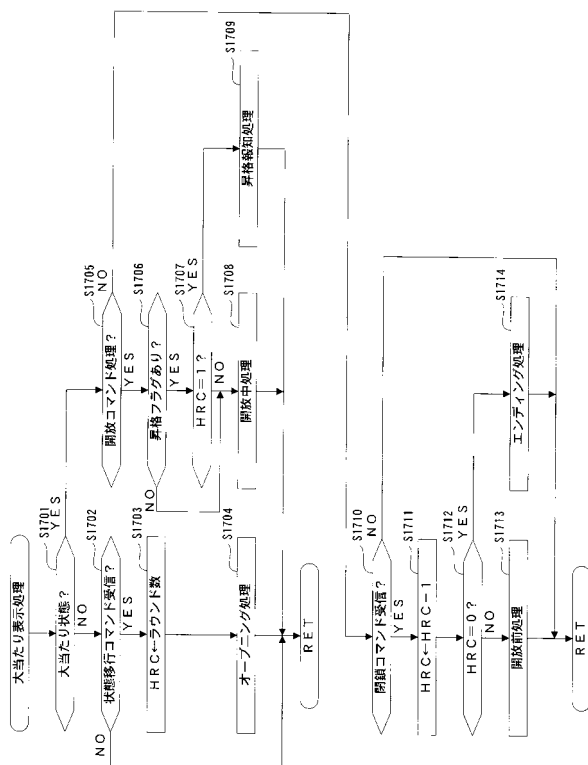 大当たり表示処理
S1701
大当たり状態?
YES
NO
S1702
状態移行コマンド受信?
NO
YES
S1703
HRC←ラウンド数
S1704
オープニング処理
RET
S1705
開放コマンド処理?
NO
YES
S1706
昇格フラグあり?
NO
YES
S1707
HRC=1?
YES
NO
S1708
開放中処理
S1709
昇格報知処理
S1710
閉鎖コマンド受信?
NO
YES
S1711
HRC←HRC-1
S1712
HRC=0?
YES
NO
S1713
開放前処理
S1714
エンディング処理
RET